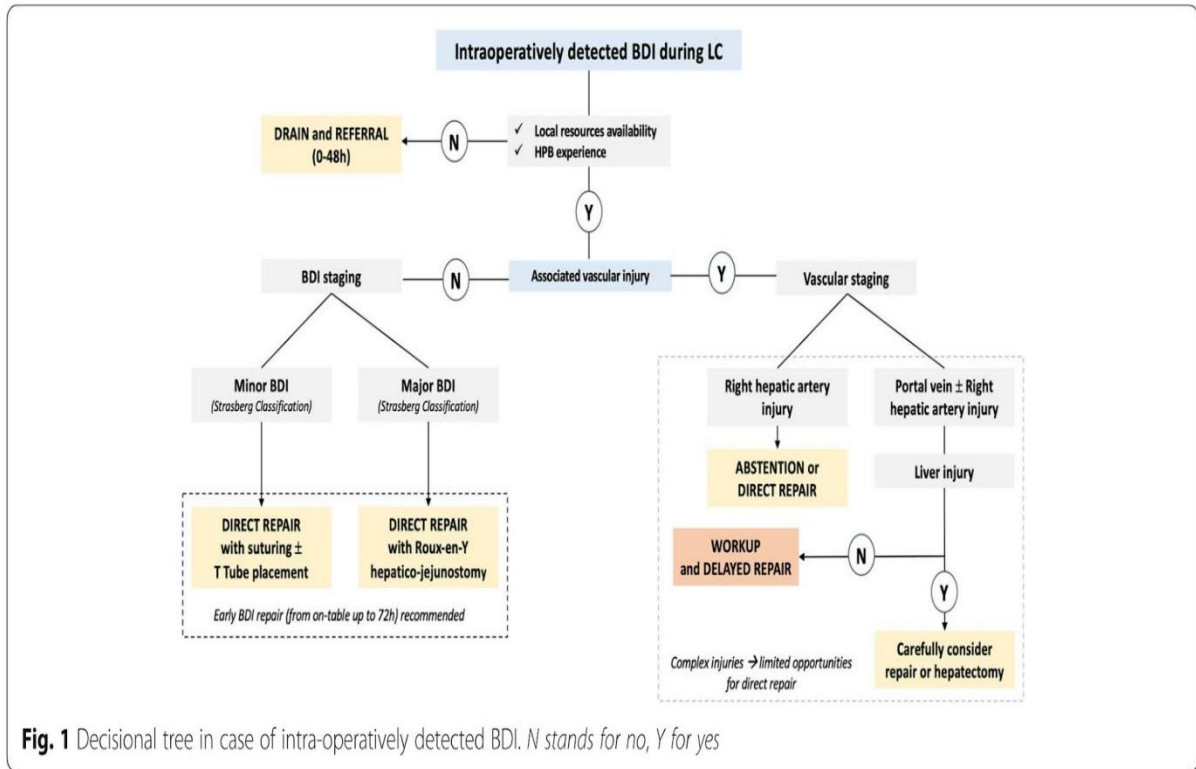 Intraoperatively detected BDI during LC
DRAIN and REFERRAL
(0-48h)
N
✓ Local resources availability
✓ HPB experience
Y
BDI staging
N
Associated vascular injury
Y
Vascular staging
Minor BDI
(Strasberg Classification)
Major BDI
(Strasberg Classification)
Right hepatic artery
injury
Portal vein ± Right
hepatic artery injury
ABSTENTION or
DIRECT REPAIR
Liver injury
DIRECT REPAIR
with suturing ±
T Tube placement
DIRECT REPAIR
with Roux-en-Y
hepatico-jejunostomy
Early BDI repair (from on-table up to 72h) recommended
WORKUP
and DELAYED REPAIR
N
Y
Carefully consider
repair or hepatectomy
Complex injuries → limited opportunities
for direct repair
Fig. 1 Decisional tree in case of intra-operatively detected BDI. N stands for no, Y for yes